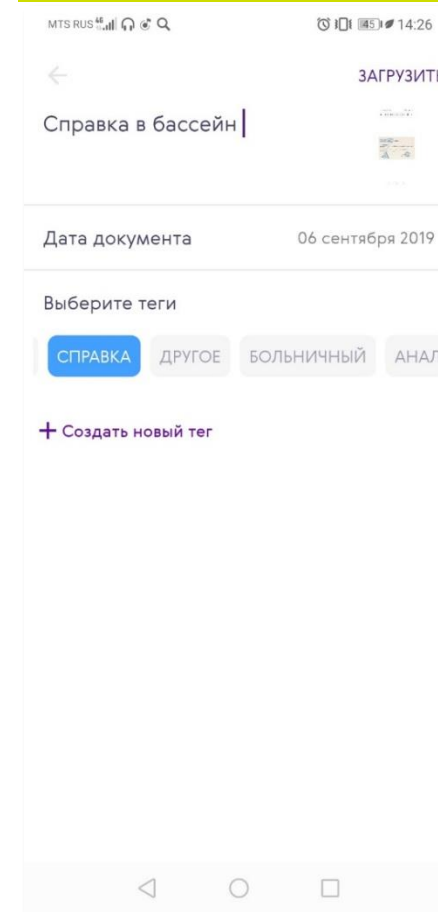 MTS RUS 14:26
ЗАГРУЗИТЬ
Справка в бассейн
Дата документа 06 сентября 2019
Выберите теги
СПРАВКА ДРУГОЕ БОЛЬНИЧНЫЙ АНАЛ
+ Создать новый тег